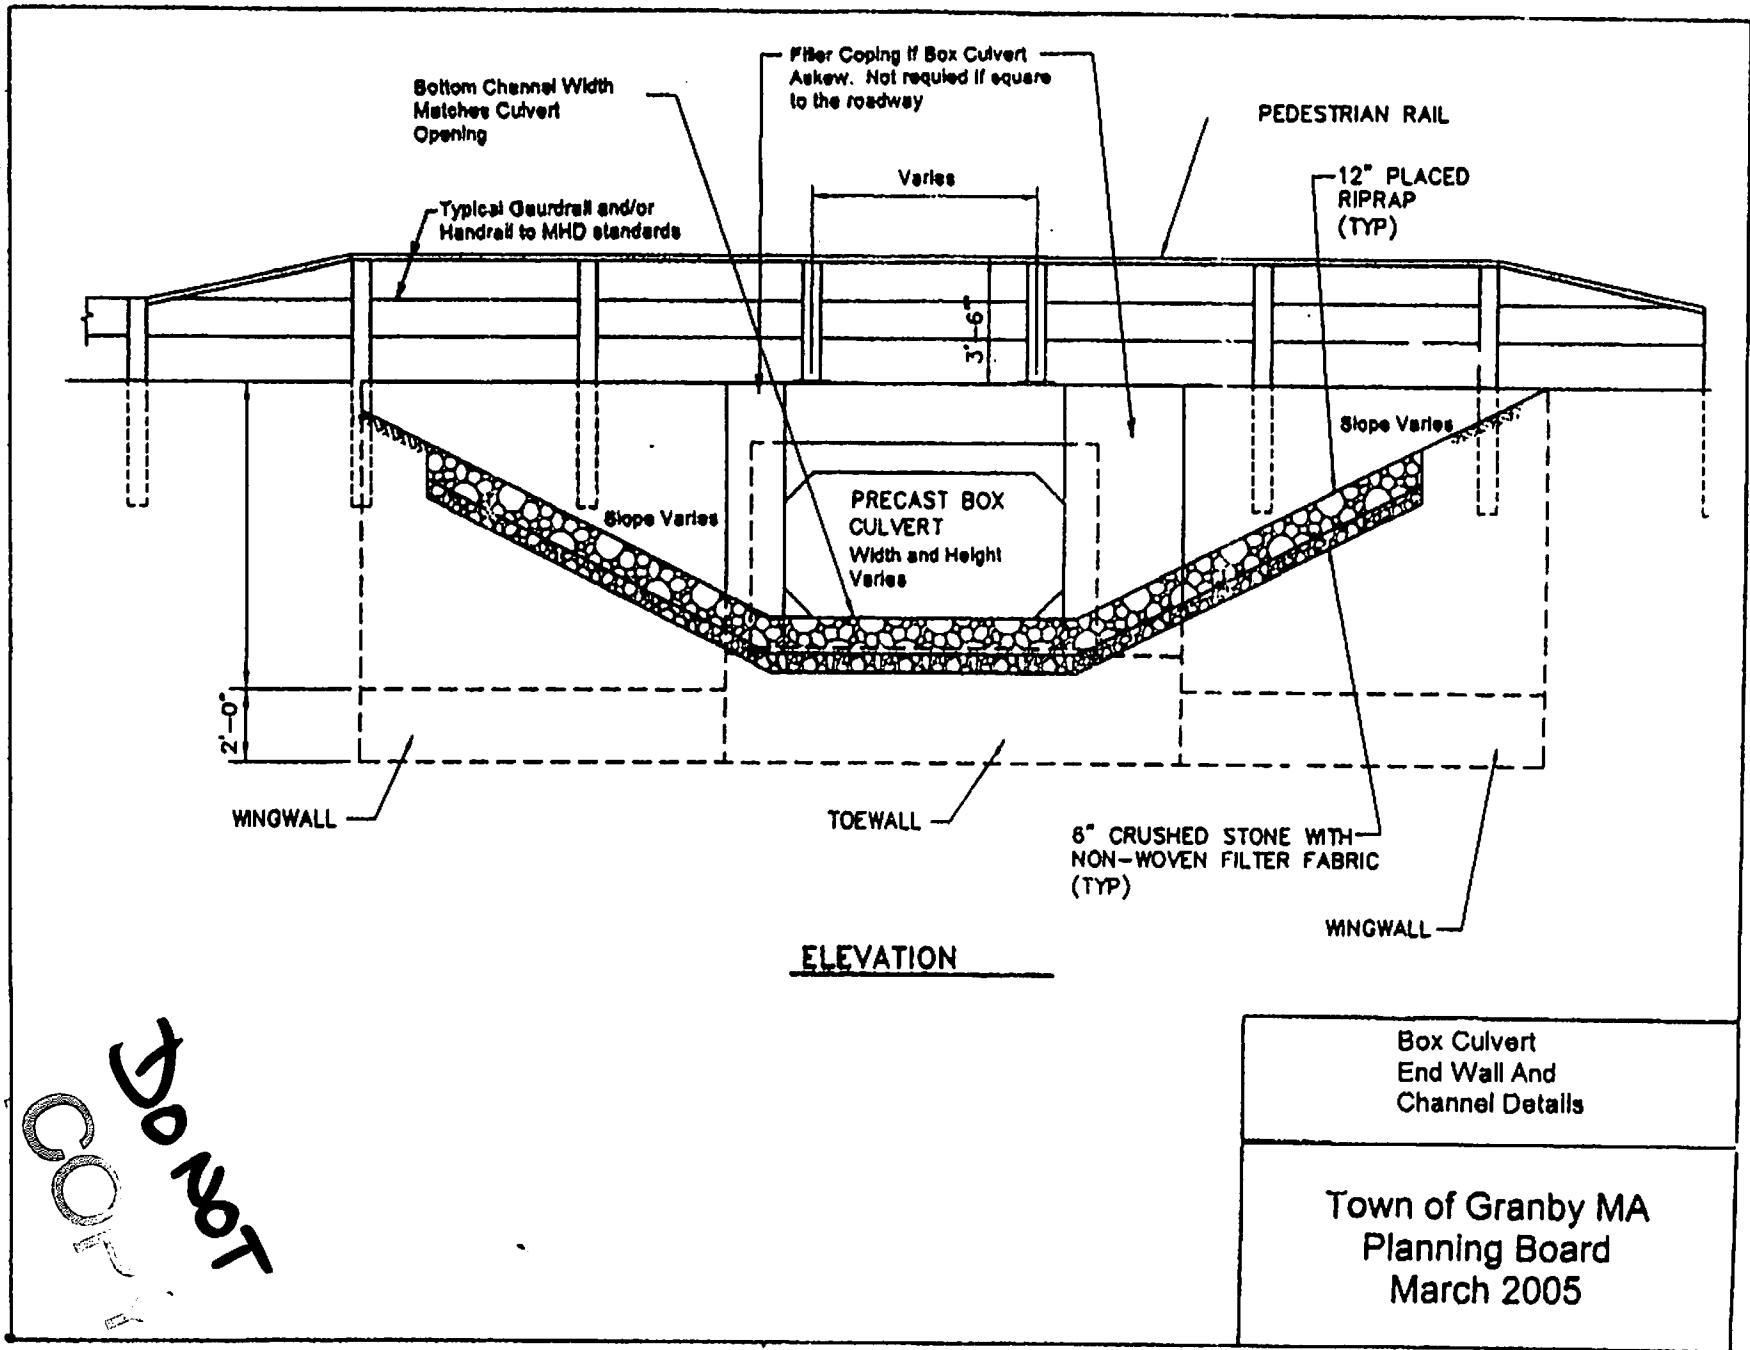 Filler Coping If Box Culvert
Askew. Not requied if square
to the roadway
Bottom Channel Width
Matches Culvert
Opening
PEDESTRIAN RAIL
12" PLACED
RIPRAP
(TYP)
Varies
Typical Gaurdrail and/or
Handrail to MHD standards
3'-6"
Slope Varies
Slope Varies
PRECAST BOX
CULVERT
Width and Height
Varies
2'-0"
WINGWALL
TOEWALL
6" CRUSHED STONE WITH
NON-WOVEN FILTER FABRIC
(TYP)
WINGWALL
ELEVATION
DO NOT
COPY
Box Culvert
End Wall And
Channel Details
Town of Granby MA
Planning Board
March 2005